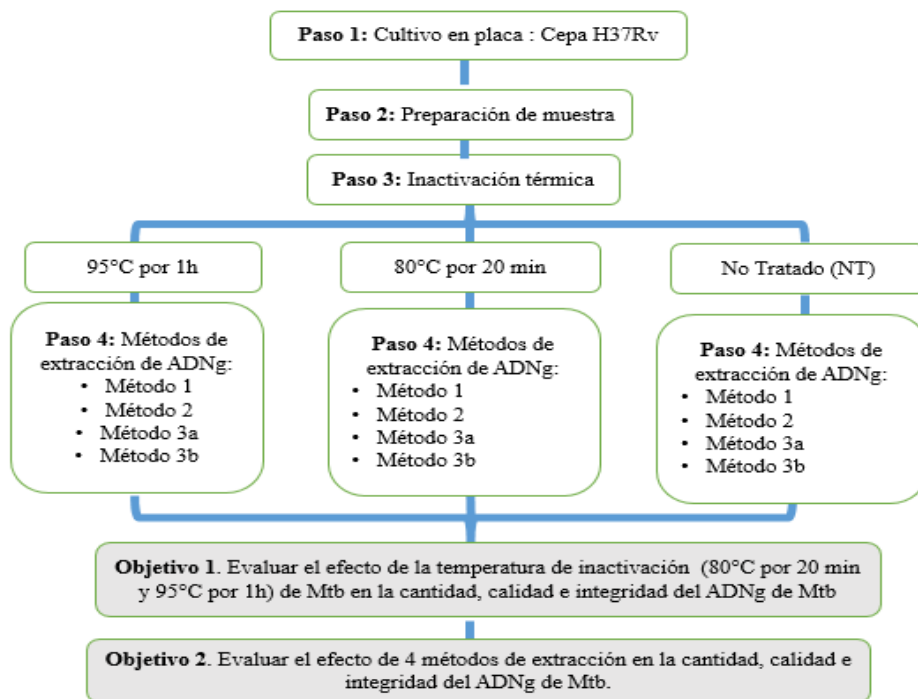 Paso 1: Cultivo en placa : Cepa H37Rv
Paso 2: Preparación de muestra
Paso 3: Inactivación térmica
95°C por 1h
80°C por 20 min
No Tratado (NT)
Paso 4: Métodos de
extracción de ADNg:
• Método 1
• Método 2
• Método 3a
• Método 3b
Paso 4: Métodos de
extracción de ADNg:
• Método 1
• Método 2
• Método 3a
• Método 3b
Paso 4: Métodos de
extracción de ADNg:
• Método 1
• Método 2
• Método 3a
• Método 3b
Objetivo 1. Evaluar el efecto de la temperatura de inactivación (80°C por 20 min
y 95°C por 1h) de Mtb en la cantidad, calidad e integridad del ADNg de Mtb
Objetivo 2. Evaluar el efecto de 4 métodos de extracción en la cantidad, calidad e
integridad del ADNg de Mtb.